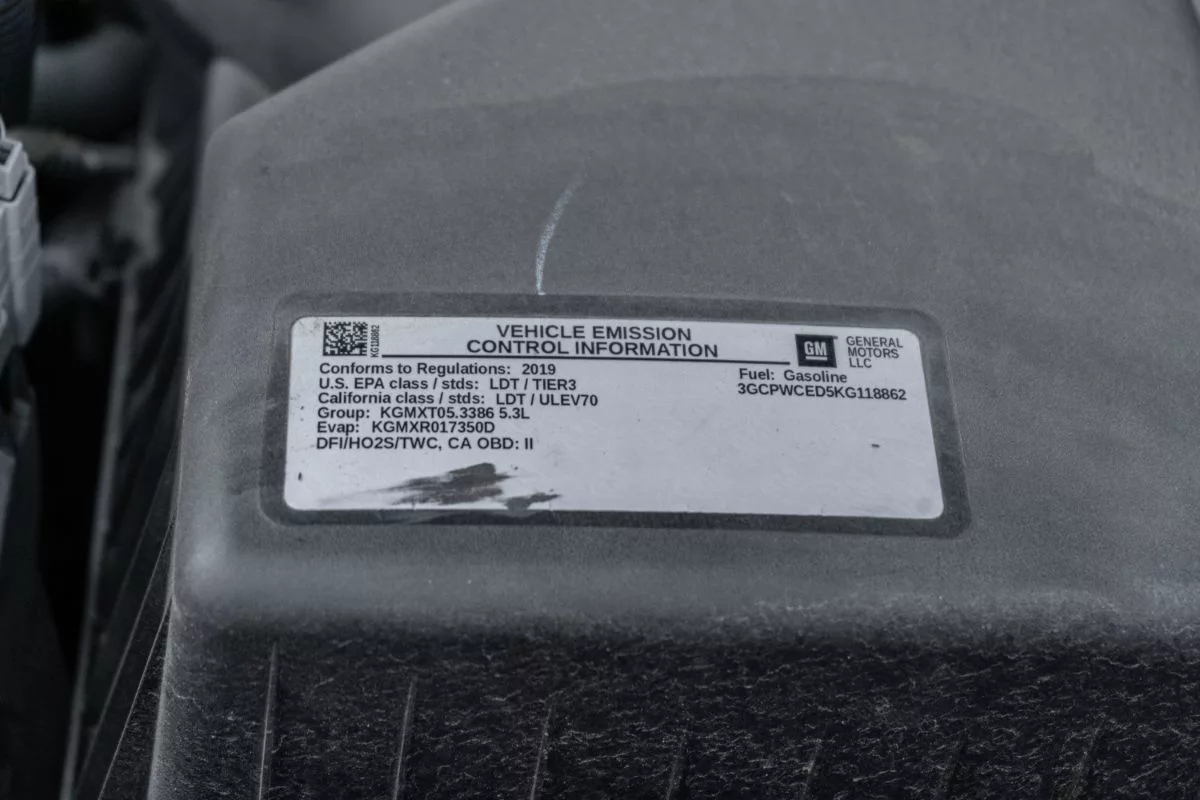 KG118862
VEHICLE EMISSION
CONTROL INFORMATION
GM
GENERAL
MOTORS
LLC
Conforms to Regulations: 2019
U.S. EPA class / stds: LDT / TIER3
California class / stds: LDT / ULEV70
Group: KGMXT05.3386 5.3L
Evap: KGMXR017350D
DFI/HO2S/TWC, CA OBD: II
Fuel: Gasoline
3GCPWCED5KG118862